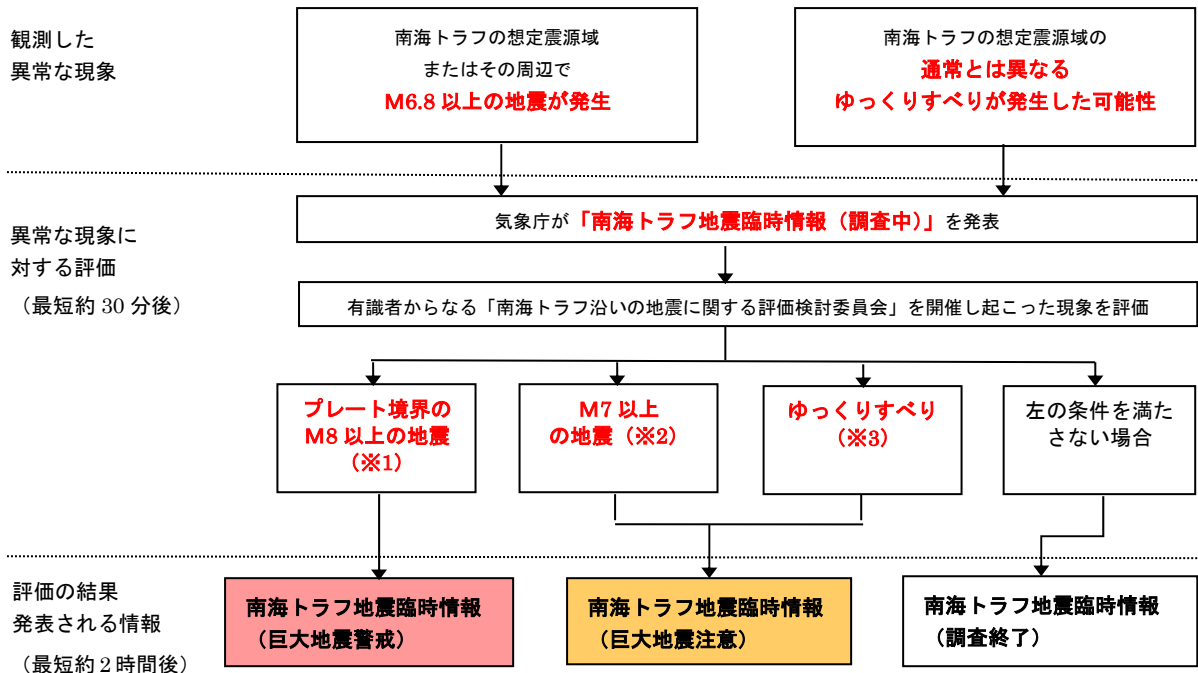 観測した
異常な現象
南海トラフの想定震源域
またはその周辺で
M6.8 以上の地震が発生
南海トラフの想定震源域の
通常とは異なる
ゆっくりすべりが発生した可能性
異常な現象に
対する評価
（最短約 30 分後）
気象庁が「南海トラフ地震臨時情報（調査中）」を発表
有識者からなる「南海トラフ沿いの地震に関する評価検討委員会」を開催し起こった現象を評価
プレート境界の
M8 以上の地震
（※1）
M7 以上
の地震（※2）
ゆっくりすべり
（※3）
左の条件を満た
さない場合
評価の結果
発表される情報
（最短約 2 時間後）
南海トラフ地震臨時情報
（巨大地震警戒）
南海トラフ地震臨時情報
（巨大地震注意）
南海トラフ地震臨時情報
（調査終了）